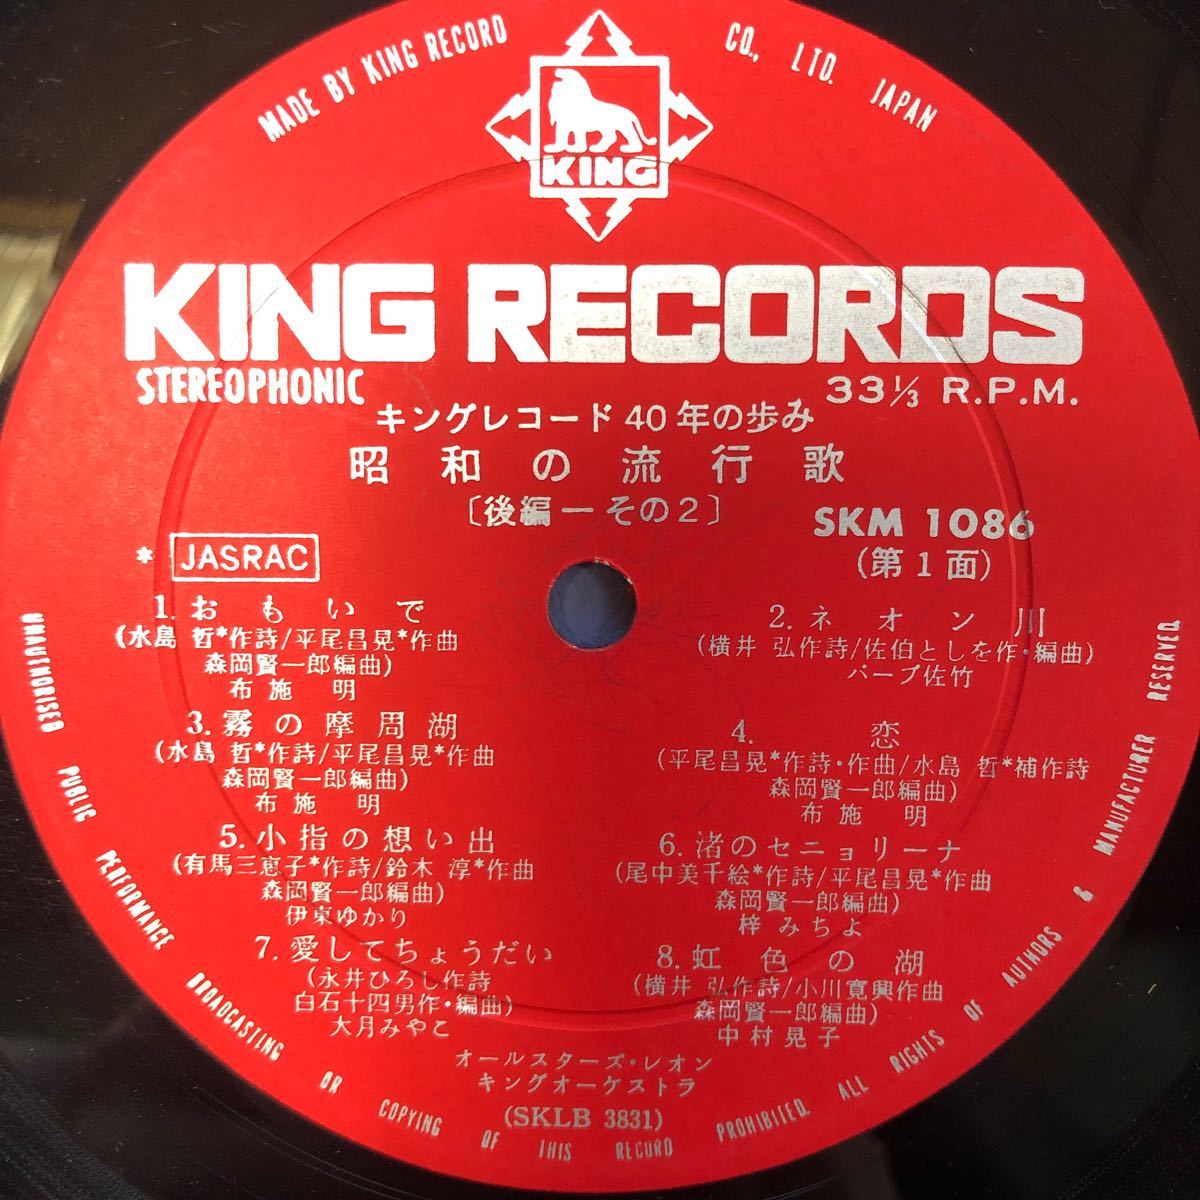 MADE BY KING RECORD CO., LTD. JAPAN
KING
KING RECORDS
STEREOPHONIC
33⅓ R.P.M.
キングレコード40年の歩み
昭和の流行歌
〔後編―その2〕
SKM 1086
(第1面)
* JASRAC
1. おもいで
(水島 哲*作詩/平尾昌晃*作曲
森岡賢一郎編曲)
布施 明
2. ネオン川
(横井 弘作詩/佐伯としを作・編曲)
バーブ佐竹
3. 霧の摩周湖
(水島 哲*作詩/平尾昌晃*作曲
森岡賢一郎編曲)
布施 明
4. 恋
(平尾昌晃*作詩・作曲/水島 哲*補作詩
森岡賢一郎編曲)
布施 明
5. 小指の想い出
(有馬三恵子*作詩/鈴木 淳*作曲
森岡賢一郎編曲)
伊東ゆかり
6. 渚のセニョリーナ
(尾中美千絵*作詩/平尾昌晃*作曲
森岡賢一郎編曲)
梓みちよ
7. 愛してちょうだい
(永井ひろし作詩
白石十四男作・編曲)
大月みやこ
8. 虹色の湖
(横井 弘作詩/小川寛興作曲
森岡賢一郎編曲)
中村晃子
オールスターズ・レオン
キングオーケストラ
(SKLB 3831)
UNAUTHORISED PUBLIC PERFORMANCE BROADCASTING OR COPYING OF THIS RECORD PROHIBITED. ALL RIGHTS OF AUTHORS & MANUFACTURER RESERVED.